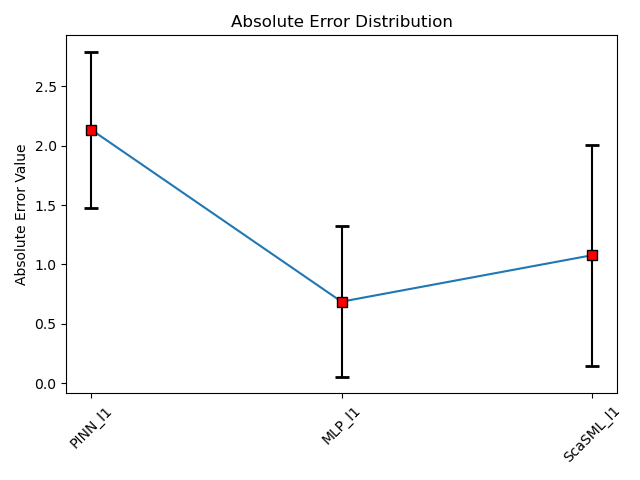 Absolute Error Distribution
Absolute Error Value
2.5
2.0
1.5
1.0
0.5
0.0
PINN_l1
MLP_l1
ScaSML_l1